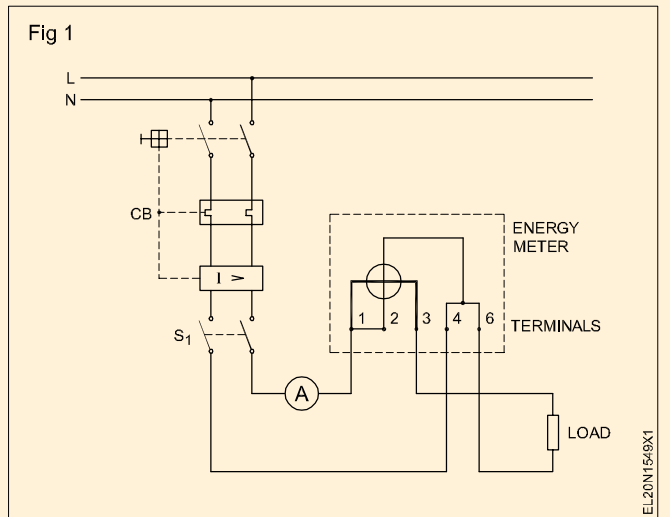 Fig 1
L
N
CB
I >
S1
A
ENERGY
METER
1 2 3 4 6
TERMINALS
LOAD
EL20N1549X1